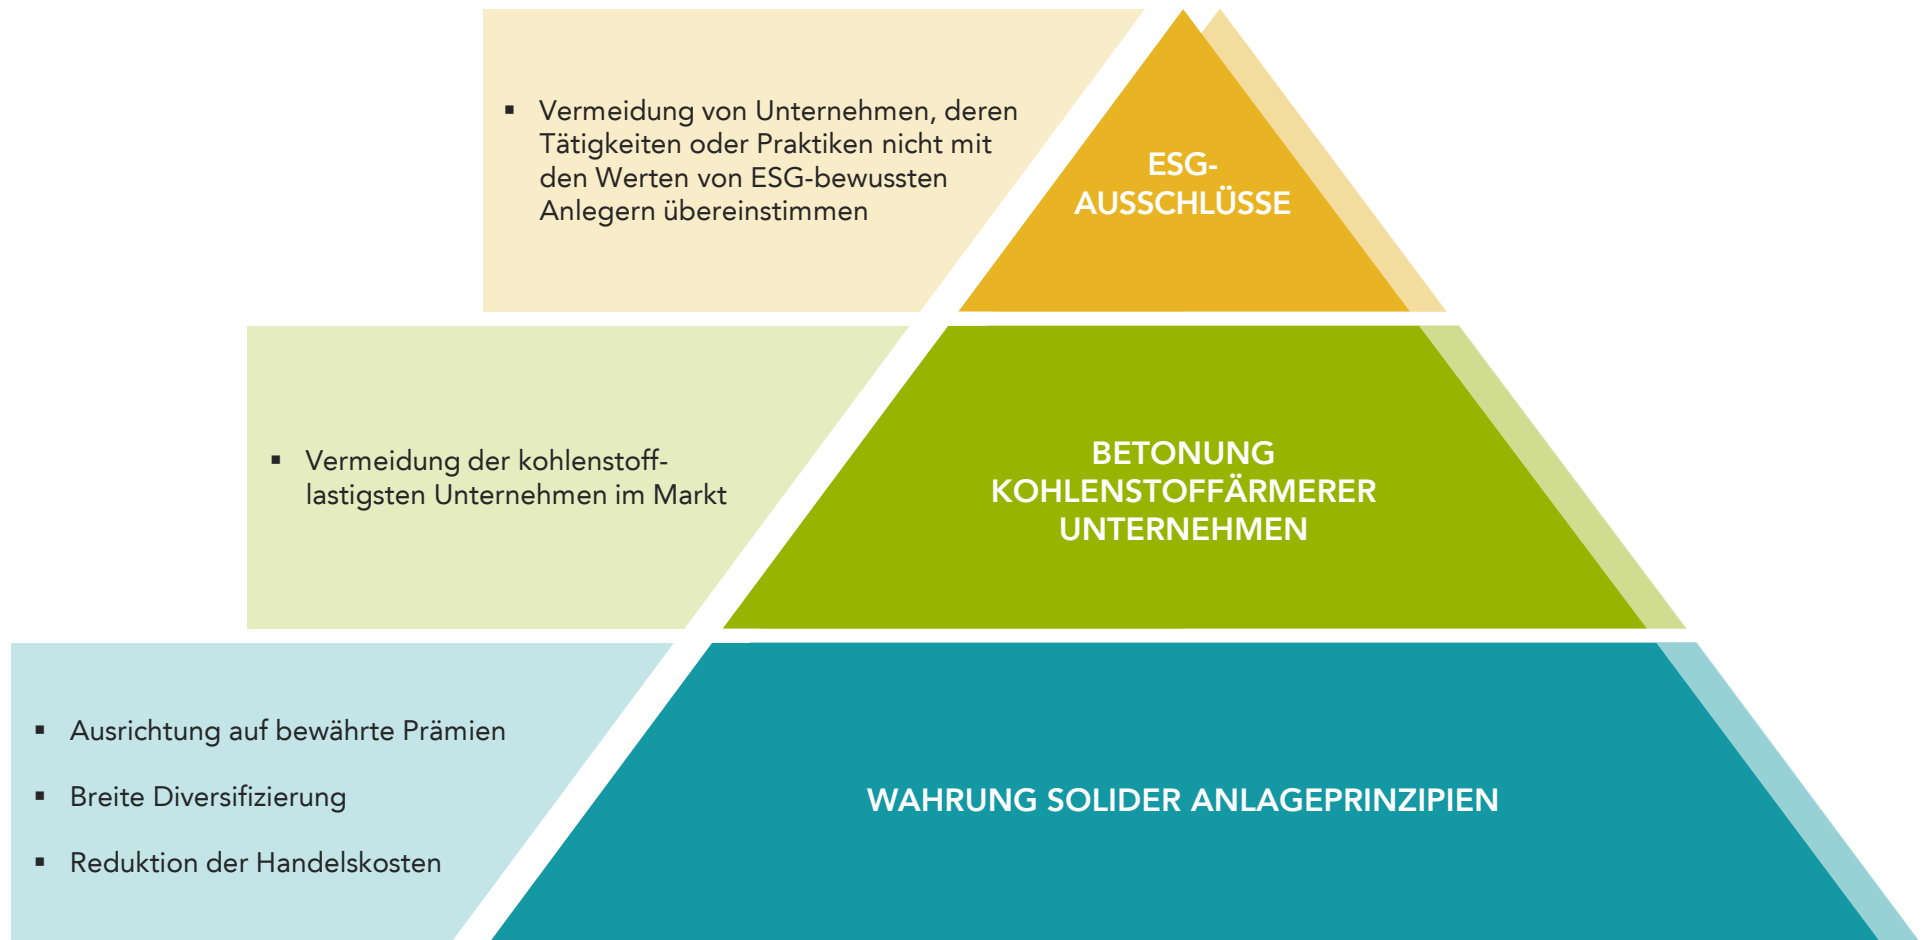 ▪ Vermeidung von Unternehmen, deren
Tätigkeiten oder Praktiken nicht mit
den Werten von ESG-bewussten
Anlegern übereinstimmen
ESG-
AUSSCHLÜSSE
▪ Vermeidung der kohlenstoff-
lastigsten Unternehmen im Markt
BETONUNG
KOHLENSTOFFÄRMERER
UNTERNEHMEN
▪ Ausrichtung auf bewährte Prämien
▪ Breite Diversifizierung
▪ Reduktion der Handelskosten
WAHRUNG SOLIDER ANLAGEPRINZIPIEN